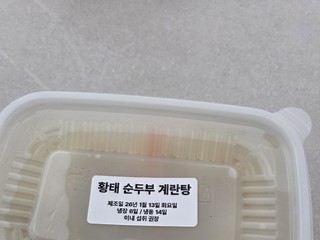 황태 순두부 계란탕
제조일 26년 1월 13일 화요일
냉장 6일 / 냉동 14일
이내 섭취 권장